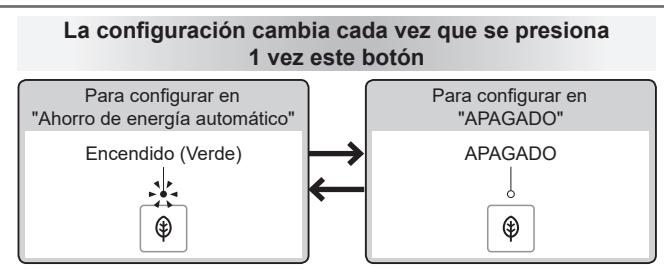 La configuración cambia cada vez que se presiona
1 vez este botón
Para configurar en
"Ahorro de energía automático"
Encendido (Verde)
Para configurar en
"APAGADO"
APAGADO